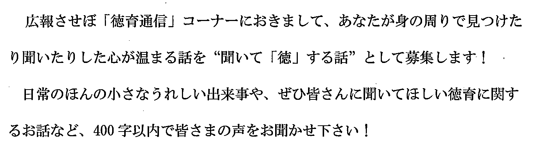 広報させぼ「徳育通信」コーナーにおきまして、あなたが身の周りで見つけた
り聞いたりした心が温まる話を“聞いて「徳」する話”として募集します！
日常のほんの小さなうれしい出来事や、ぜひ皆さんに聞いてほしい徳育に関す
るお話など、400字以内で皆さまの声をお聞かせ下さい！